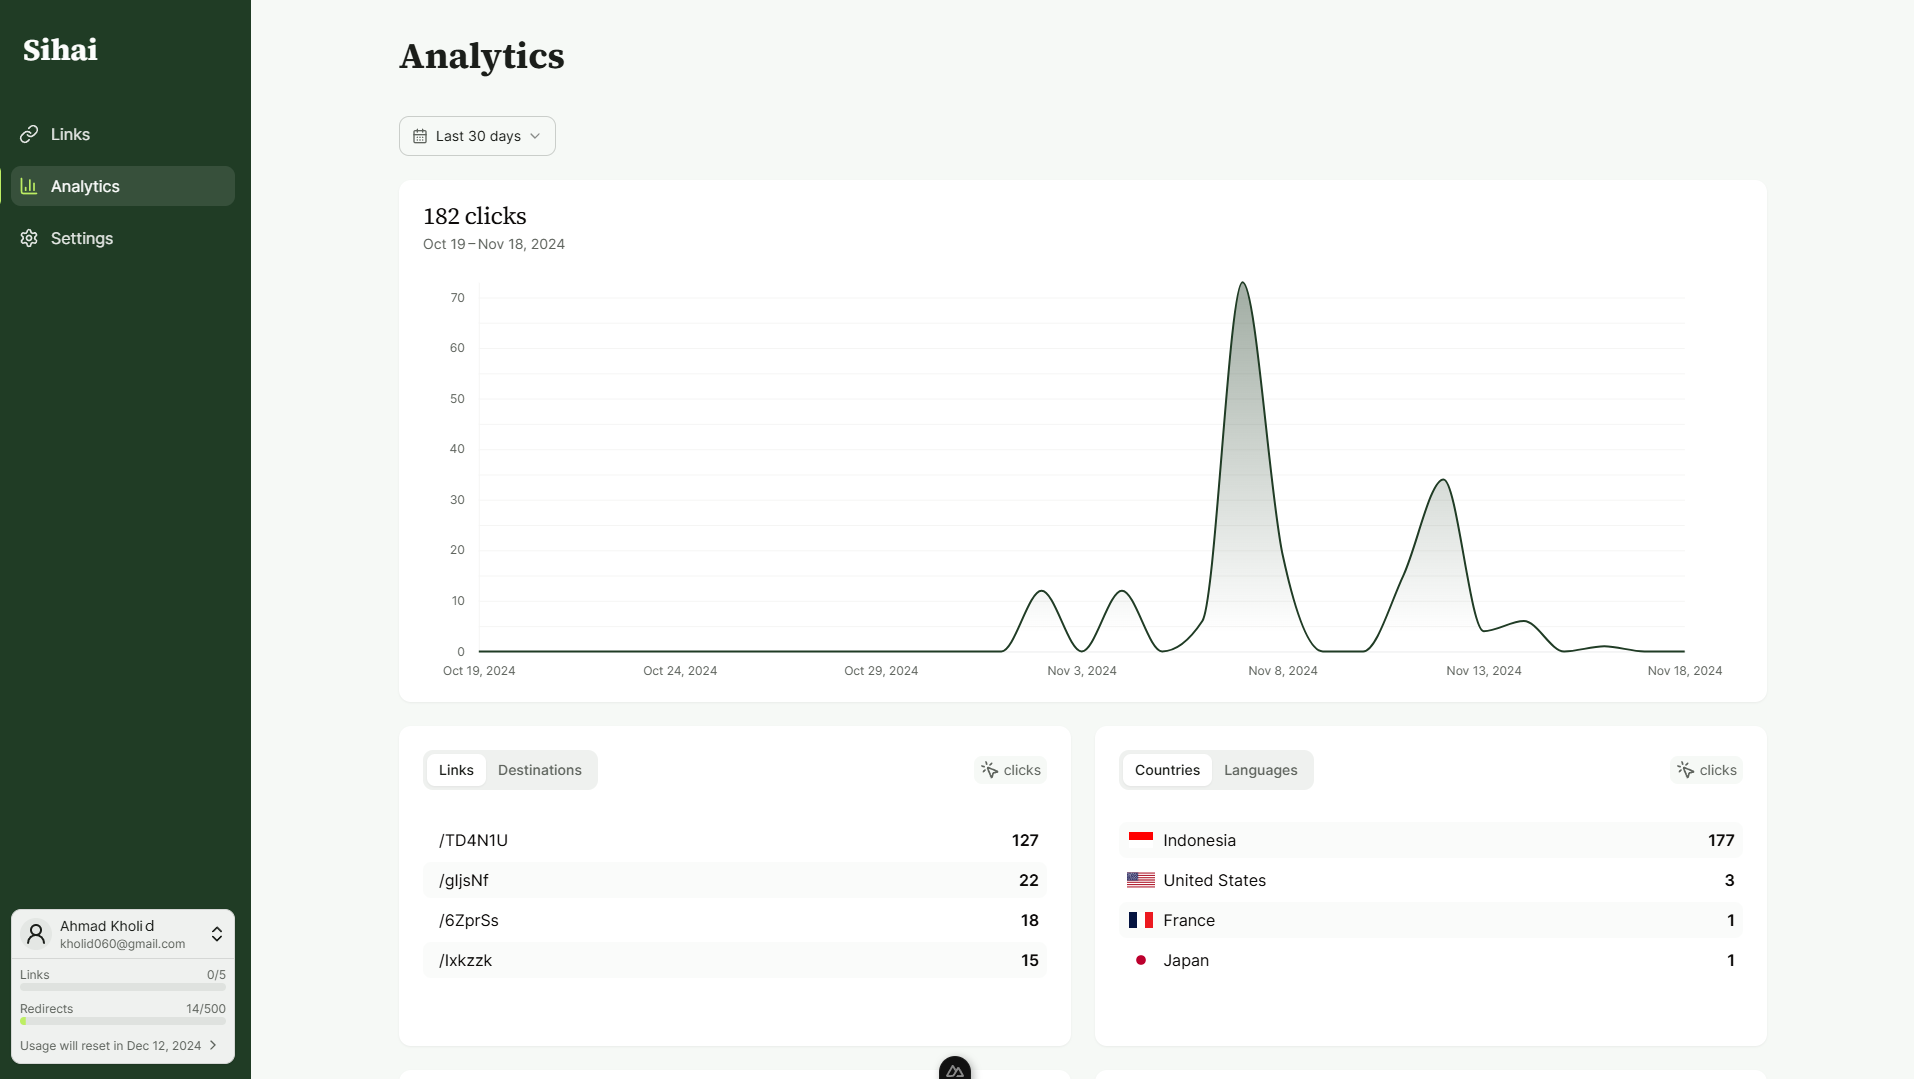 Sihai
Links
Analytics
Settings
Ahmad Kholid
kholid060@gmail.com
Links 0/5
Redirects 14/500
Usage will reset in Dec 12, 2024
Analytics
Last 30 days
182 clicks
Oct 19 – Nov 18, 2024
70
60
50
40
30
20
10
0
Oct 19, 2024 Oct 24, 2024 Oct 29, 2024 Nov 3, 2024 Nov 8, 2024 Nov 13, 2024 Nov 18, 2024
Links Destinations clicks
/TD4N1U 127
/gljsNf 22
/6ZprSs 18
/lxkzzk 15
Countries Languages clicks
Indonesia 177
United States 3
France 1
Japan 1